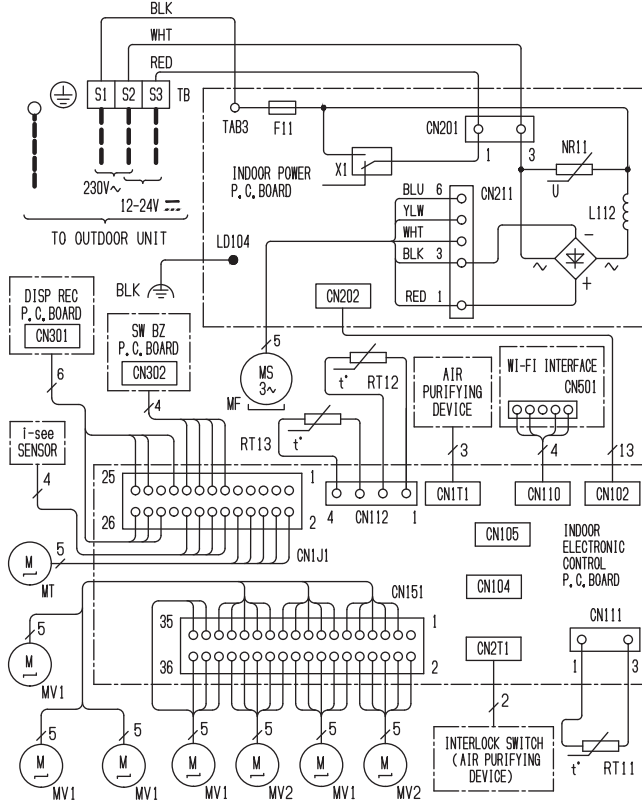 BLK
WHT
RED
S1 S2 S3 TB
TAB3
F11
CN201
1 3
NR11
U
X1
INDOOR POWER
P.C.BOARD
230V~
12-24V
TO OUTDOOR UNIT
BLU 6
YLW
WHT
BLK 3
RED 1
CN211
L112
~ ~
−
+
LD104
BLK
CN202
DISP REC
P.C.BOARD
CN301
SW BZ
P.C.BOARD
CN302
6
4
5
MS
3~
MF
t°
RT12
t°
RT13
AIR
PURIFYING
DEVICE
WI-FI INTERFACE
CN501
i-see
SENSOR
4
3
4
13
25
1
26
2
CN1J1
4
CN112
1
CN1T1
CN110
CN102
M
5
MT
CN105
INDOOR
ELECTRONIC
CONTROL
P.C.BOARD
CN104
CN151
35
1
36
2
CN111
1
3
CN2T1
M
5
MV1
2
INTERLOCK SWITCH
(AIR PURIFYING
DEVICE)
t°
RT11
5 5 5 5 5 5
M M M M M M
MV1 MV1 MV1 MV2 MV1 MV2